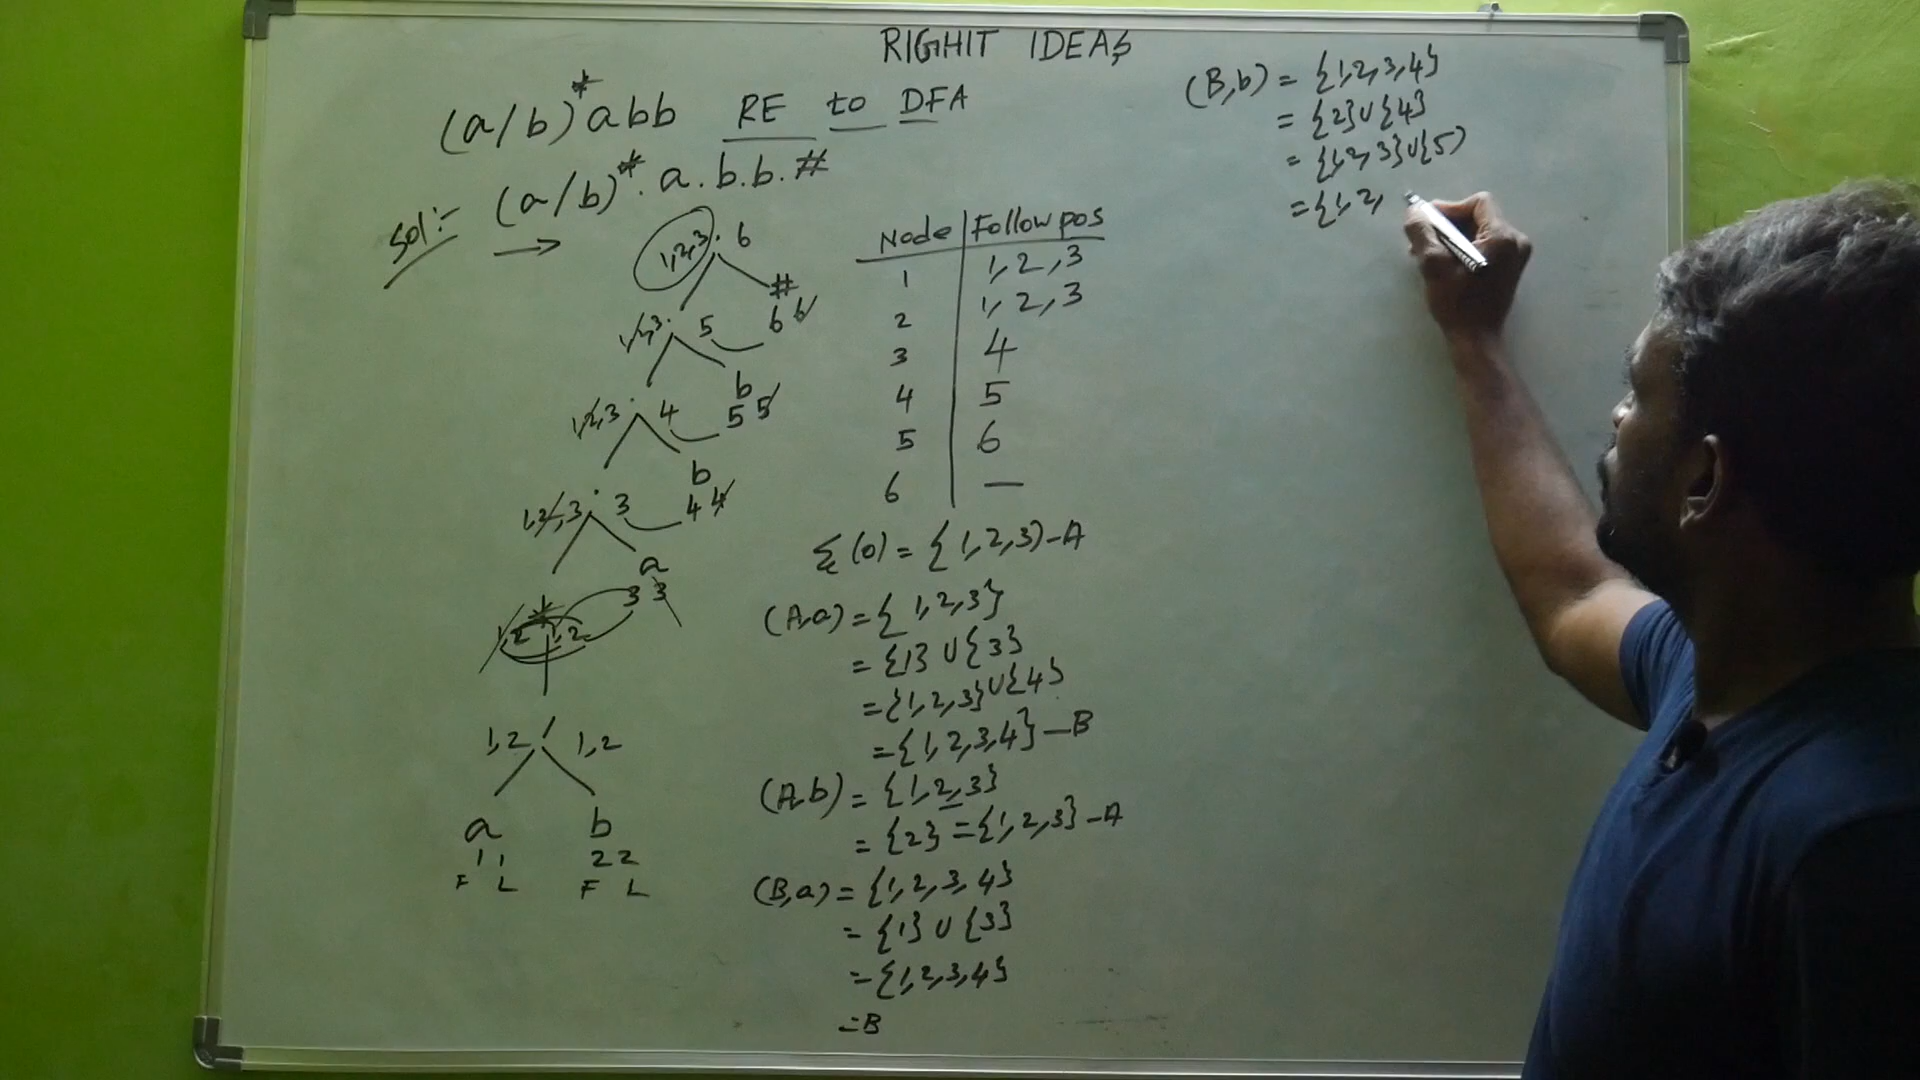 RIGHIT IDEAS
(a/b)*abb RE to DFA
Sol:- (a/b)*.a.b.b.#
→
1,2,3 . 6
#
6 6
1,2,3 . 5
b
5 5
1,2,3 . 4
b
4 4
1,2,3 . 3
a
3 3
*
1,2 1,2
1,2 / 1,2
a b
1 1 2 2
F L F L
Node Followpos
1 1,2,3
2 1,2,3
3 4
4 5
5 6
6 —
(0) = {1,2,3) - A
(A,a) = {1,2,3}
= {1} ∪ {3}
= {1,2,3} ∪ {4}
= {1,2,3,4} - B
(A,b) = {1,2,3}
= {2} = {1,2,3} - A
(B,a) = {1,2,3,4}
= {1} ∪ {3}
= {1,2,3,4}
= B
(B,b) = {1,2,3,4}
= {2} ∪ {4}
= {1,2,3} ∪ {5)
= {1,2,